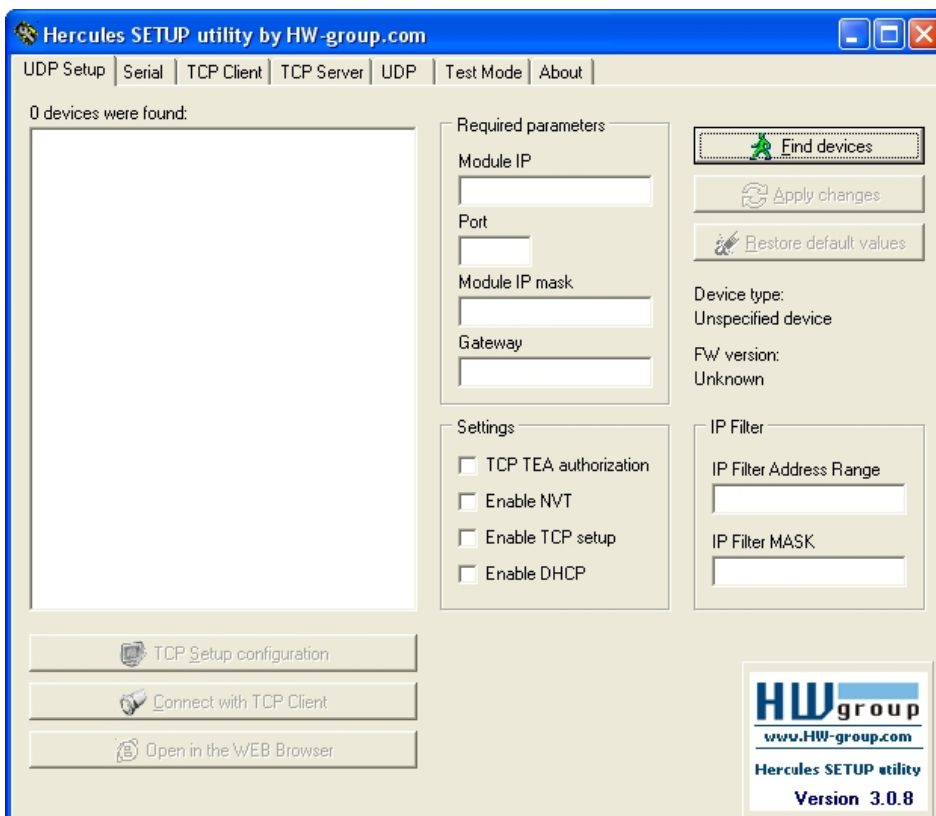 Hercules SETUP utility by HW-group.com
UDP Setup Serial TCP Client TCP Server UDP Test Mode About
0 devices were found:
Required parameters
Module IP
Port
Module IP mask
Gateway
Find devices
Apply changes
Restore default values
Device type:
Unspecified device
FW version:
Unknown
Settings
TCP TEA authorization
Enable NVT
Enable TCP setup
Enable DHCP
IP Filter
IP Filter Address Range
IP Filter MASK
TCP Setup configuration
Connect with TCP Client
Open in the WEB Browser
HW group
www.HW-group.com
Hercules SETUP utility
Version 3.0.8